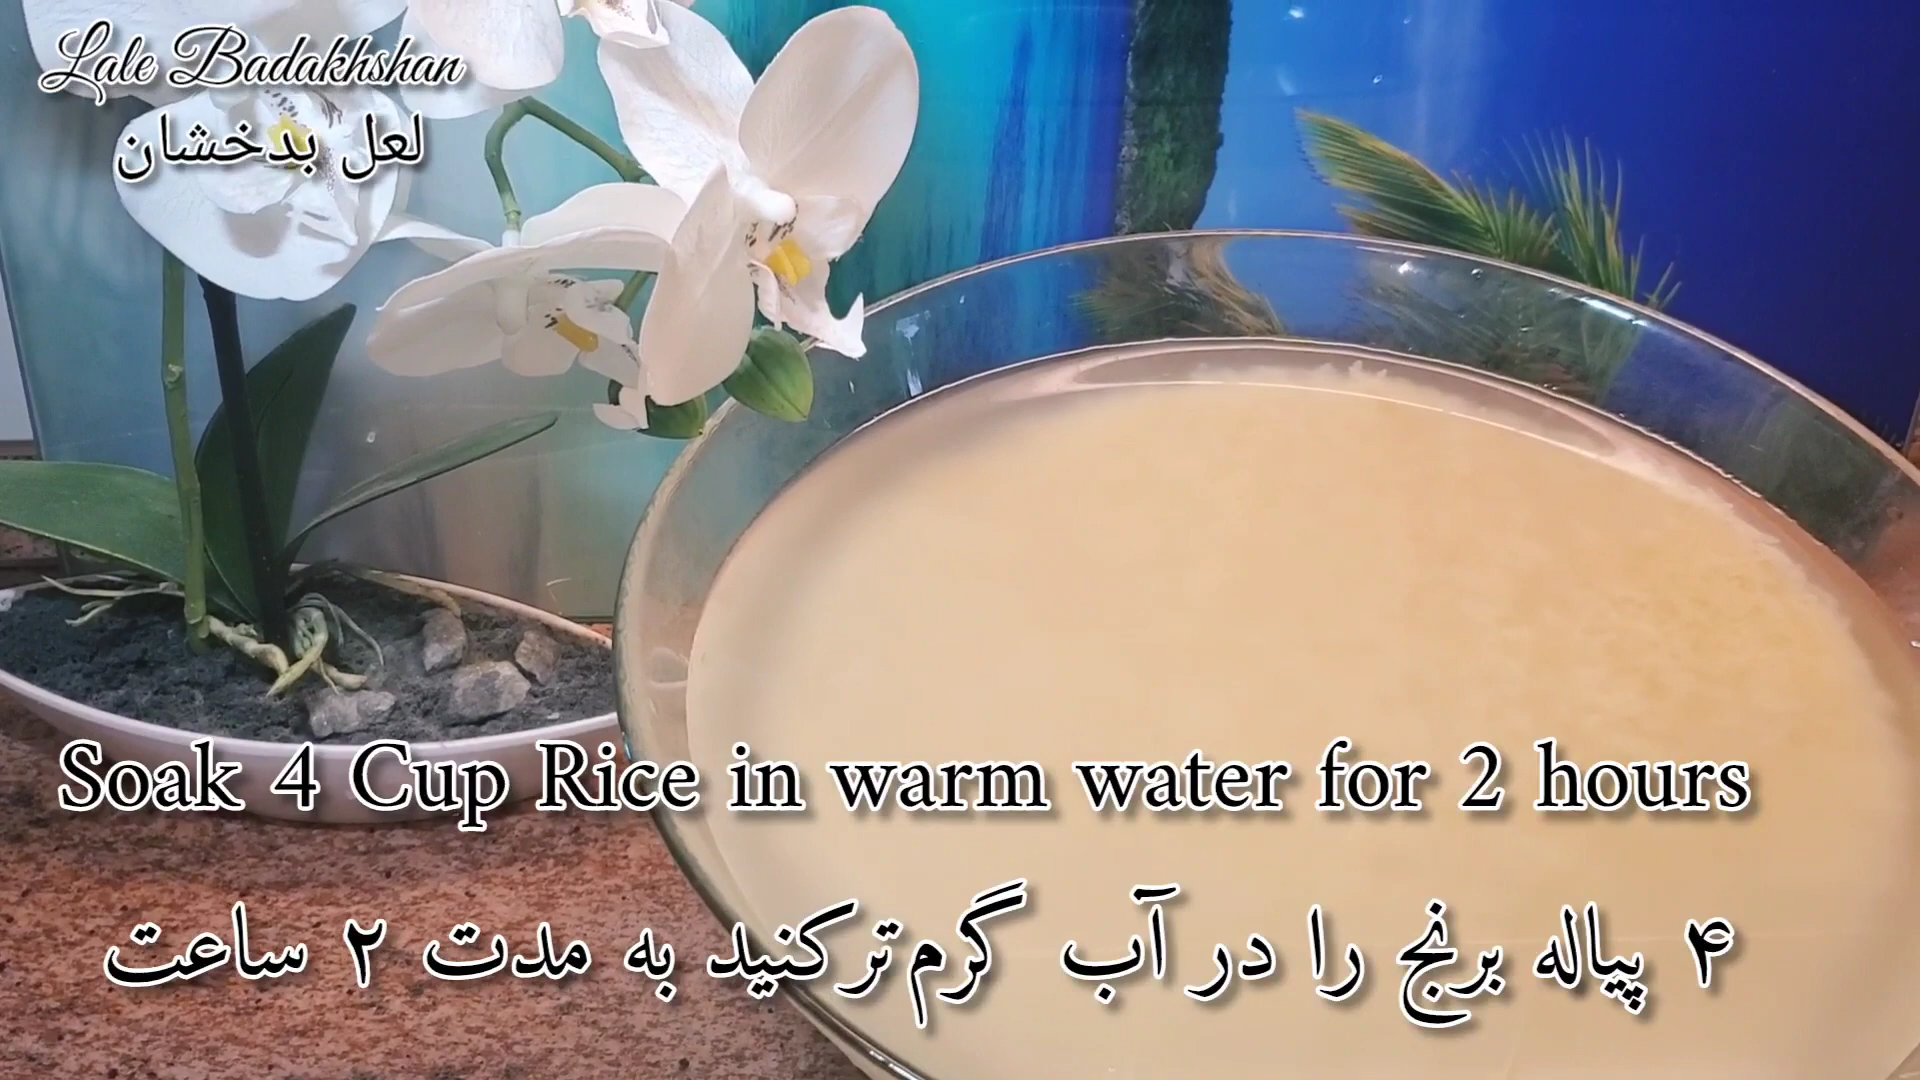 Lale Badakhshan
لعل بدخشان
Soak 4 Cup Rice in warm water for 2 hours
۴ پیاله برنج را در آب گرم‌ترکنید به مدت ۲ ساعت